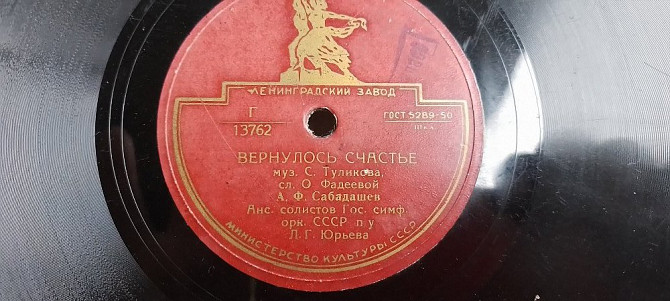 ЛЕНИНГРАДСКИЙ ЗАВОД
Г
13762
ГОСТ 5289-50
ВЕРНУЛОСЬ СЧАСТЬЕ
муз. С. Туликова,
сл. О. Фадеевой
А. Ф. Сабадашев
Анс. солистов Гос. симф.
орк. СССР п/у
Л. Г. Юрьева
МИНИСТЕРСТВО КУЛЬТУРЫ СССР